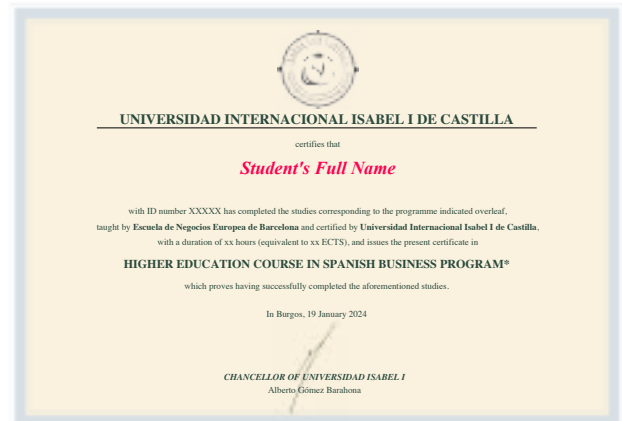 UNIVERSIDAD INTERNACIONAL ISABEL I DE CASTILLA
certifies that
Student's Full Name
with ID number XXXXX has completed the studies corresponding to the programme indicated overleaf,
taught by Escuela de Negocios Europea de Barcelona and certified by Universidad Internacional Isabel I de Castilla,
with a duration of xx hours (equivalent to xx ECTS), and issues the present certificate in
HIGHER EDUCATION COURSE IN SPANISH BUSINESS PROGRAM*
which proves having successfully completed the aforementioned studies.
In Burgos, 19 January 2024
CHANCELLOR OF UNIVERSIDAD ISABEL I
Alberto Gómez Barahona